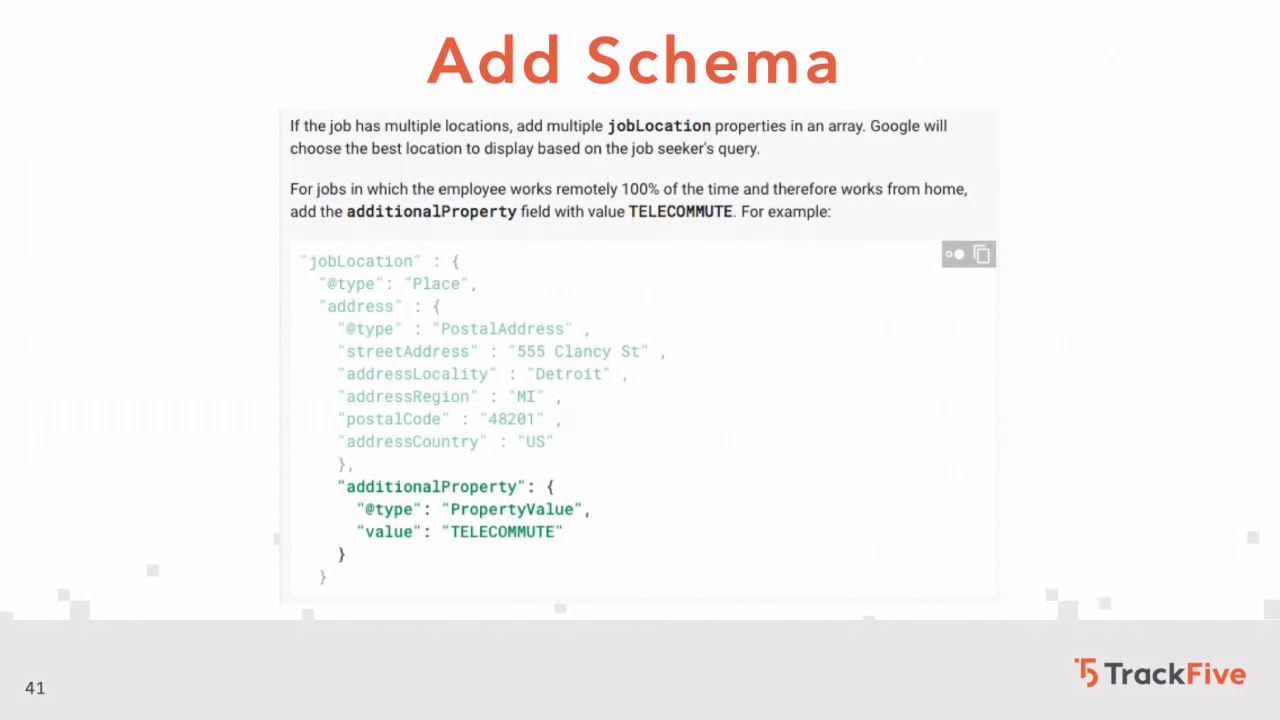 Add Schema
If the job has multiple locations, add multiple jobLocation properties in an array. Google will
choose the best location to display based on the job seeker's query.
For jobs in which the employee works remotely 100% of the time and therefore works from home,
add the additionalProperty field with value TELECOMMUTE. For example:
"jobLocation" : {
"@type": "Place",
"address" : {
"@type" : "PostalAddress" ,
"streetAddress" : "555 Clancy St" ,
"addressLocality" : "Detroit" ,
"addressRegion" : "MI" ,
"postalCode" : "48201" ,
"addressCountry" : "US"
},
"additionalProperty": {
"@type": "PropertyValue",
"value": "TELECOMMUTE"
}
}
41
TrackFive